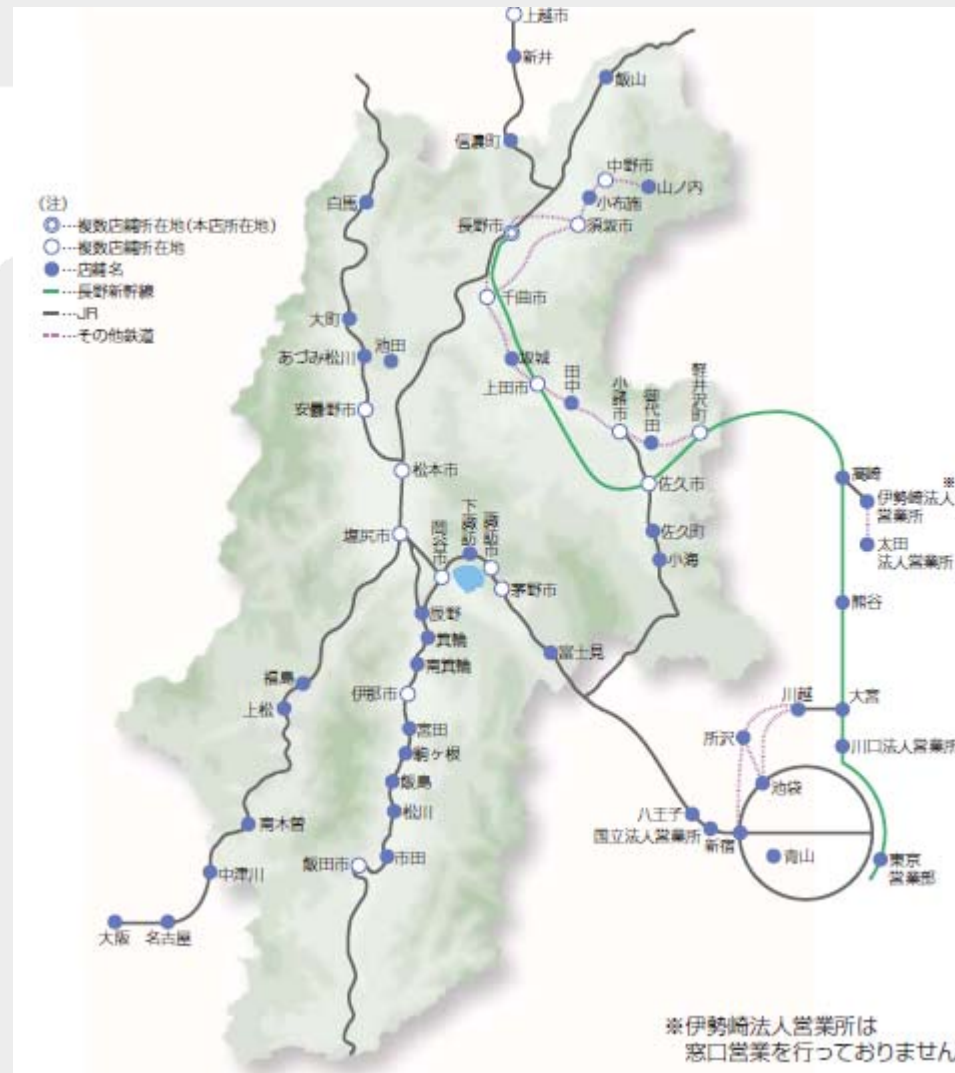 上越市
新井
飯山
信濃町
中野市
山ノ内
小布施
白馬
長野市
須坂市
(注)
◎…複数店舗所在地(本店所在地)
○…複数店舗所在地
●…店舗名
…長野新幹線
…JR
…その他鉄道
千曲市
大町
池田
あづみ松川
坂城
田中
小諸市
御代田
軽井沢町
上田市
安曇野市
松本市
佐久市
高崎
※
伊勢崎法人
営業所
塩尻市
岡谷市
下諏訪
諏訪市
佐久町
太田
法人営業所
小海
茅野市
辰野
熊谷
箕輪
富士見
南箕輪
福島
伊那市
上松
川越
大宮
宮田
所沢
川口法人営業所
駒ヶ根
飯島
池袋
松川
八王子
南木曽
国立法人営業所
新宿
飯田市
市田
青山
東京
営業部
中津川
大阪
名古屋
※伊勢崎法人営業所は
窓口営業を行っておりません